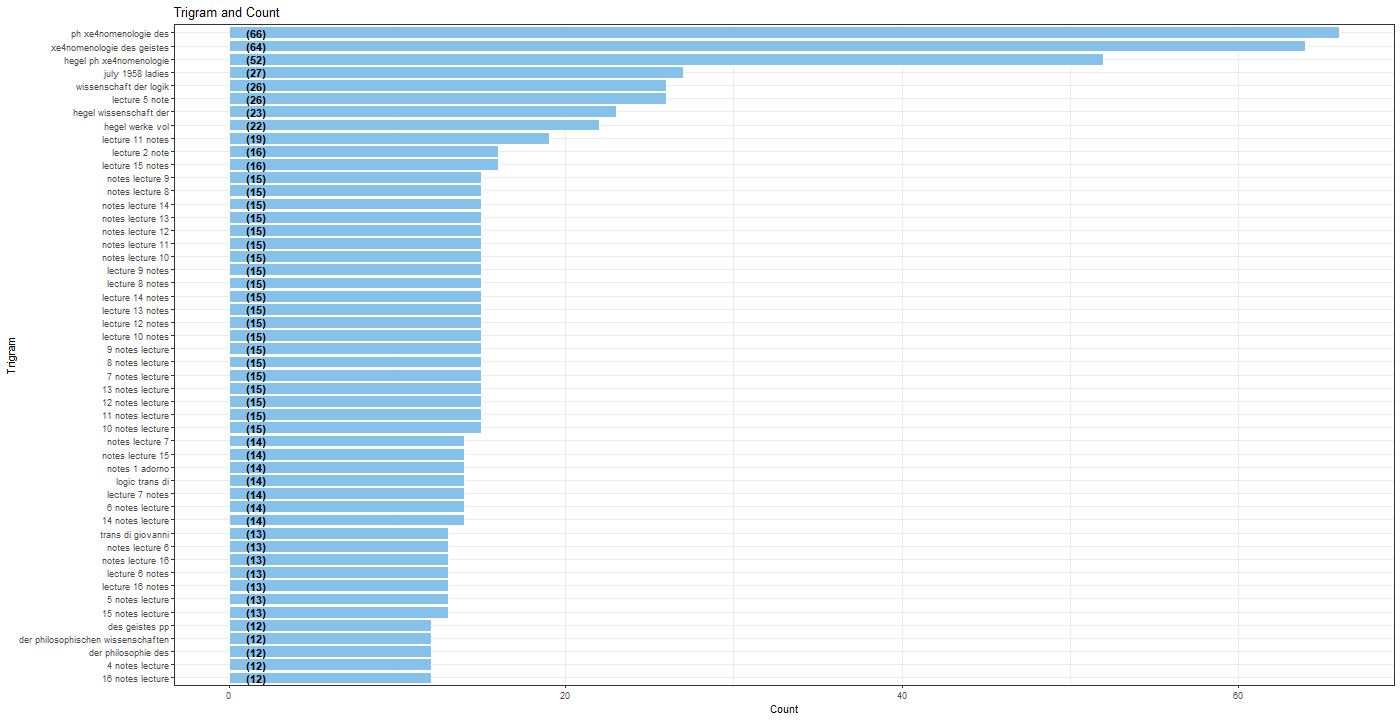 Trigram and Count
ph xe4nomenologie des (66)
xe4nomenologie des geistes (64)
hegel ph xe4nomenologie (52)
july 1958 ladies (27)
wissenschaft der logik (26)
lecture 5 note (26)
hegel wissenschaft der (23)
hegel werke vol (22)
lecture 11 notes (19)
lecture 2 note (16)
lecture 15 notes (16)
notes lecture 9 (15)
notes lecture 8 (15)
notes lecture 14 (15)
notes lecture 13 (15)
notes lecture 12 (15)
notes lecture 11 (15)
notes lecture 10 (15)
lecture 9 notes (15)
lecture 8 notes (15)
lecture 14 notes (15)
lecture 13 notes (15)
lecture 12 notes (15)
lecture 10 notes (15)
9 notes lecture (15)
8 notes lecture (15)
7 notes lecture (15)
13 notes lecture (15)
12 notes lecture (15)
11 notes lecture (15)
10 notes lecture (15)
notes lecture 7 (14)
notes lecture 15 (14)
notes 1 adorno (14)
logic trans di (14)
lecture 7 notes (14)
6 notes lecture (14)
14 notes lecture (14)
trans di giovanni (13)
notes lecture 6 (13)
notes lecture 16 (13)
lecture 6 notes (13)
lecture 16 notes (13)
5 notes lecture (13)
15 notes lecture (13)
des geistes pp (12)
der philosophischen wissenschaften (12)
der philosophie des (12)
4 notes lecture (12)
16 notes lecture (12)
0 20 40 60
Count
Trigram